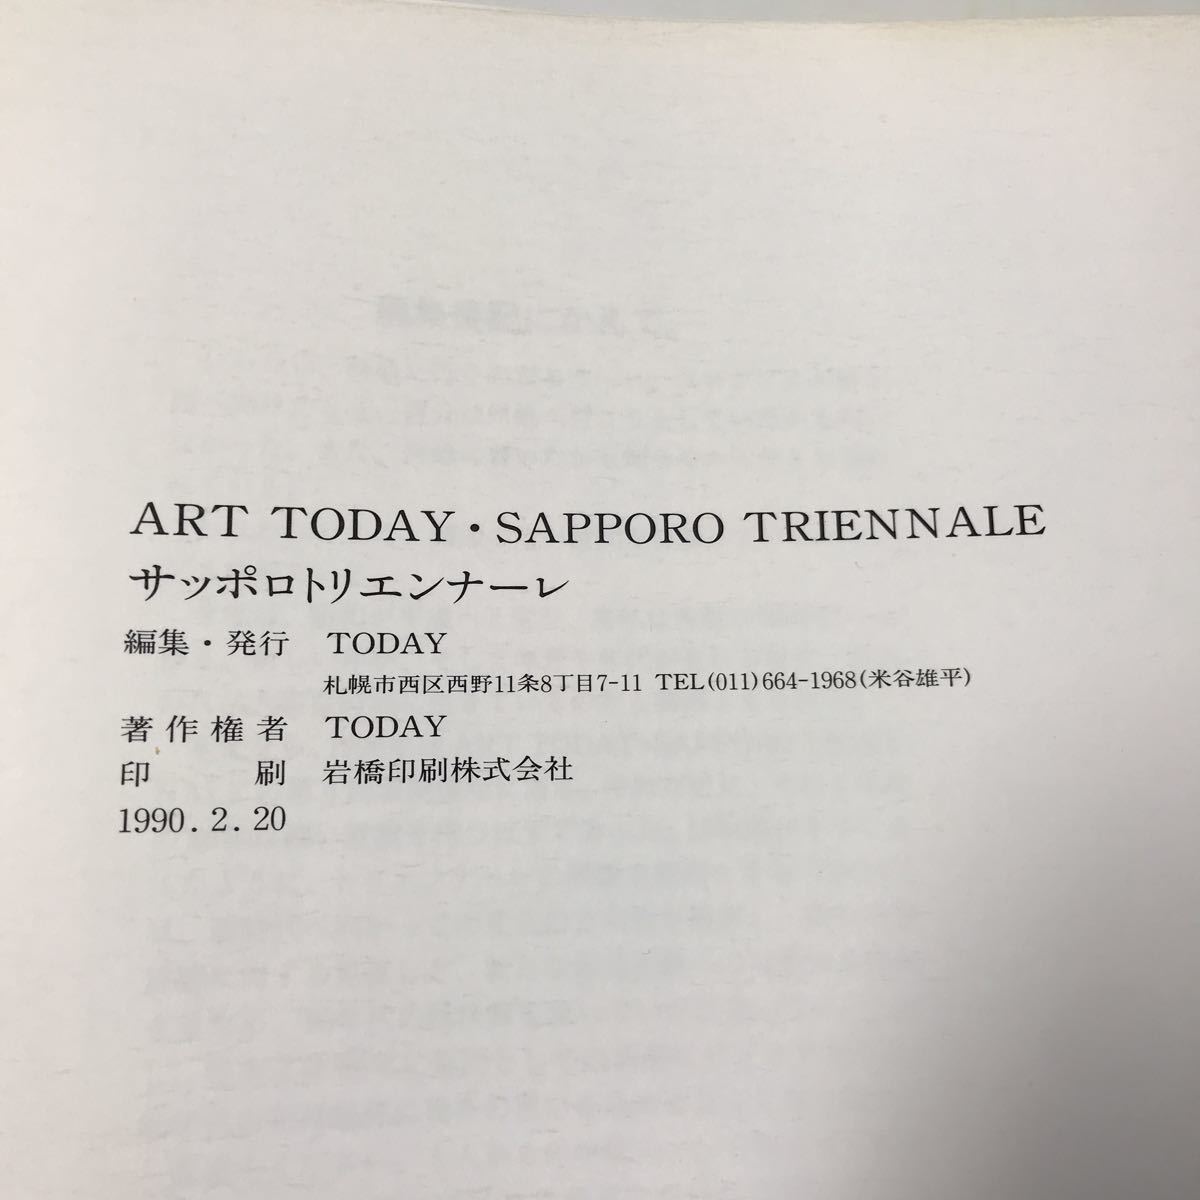 ART TODAY・SAPPORO TRIENNALE
サッポロトリエンナーレ
編集・発行 TODAY
札幌市西区西野11条8丁目7-11 TEL(011)664-1968(米谷雄平)
著作権者 TODAY
印刷 岩橋印刷株式会社
1990. 2. 20